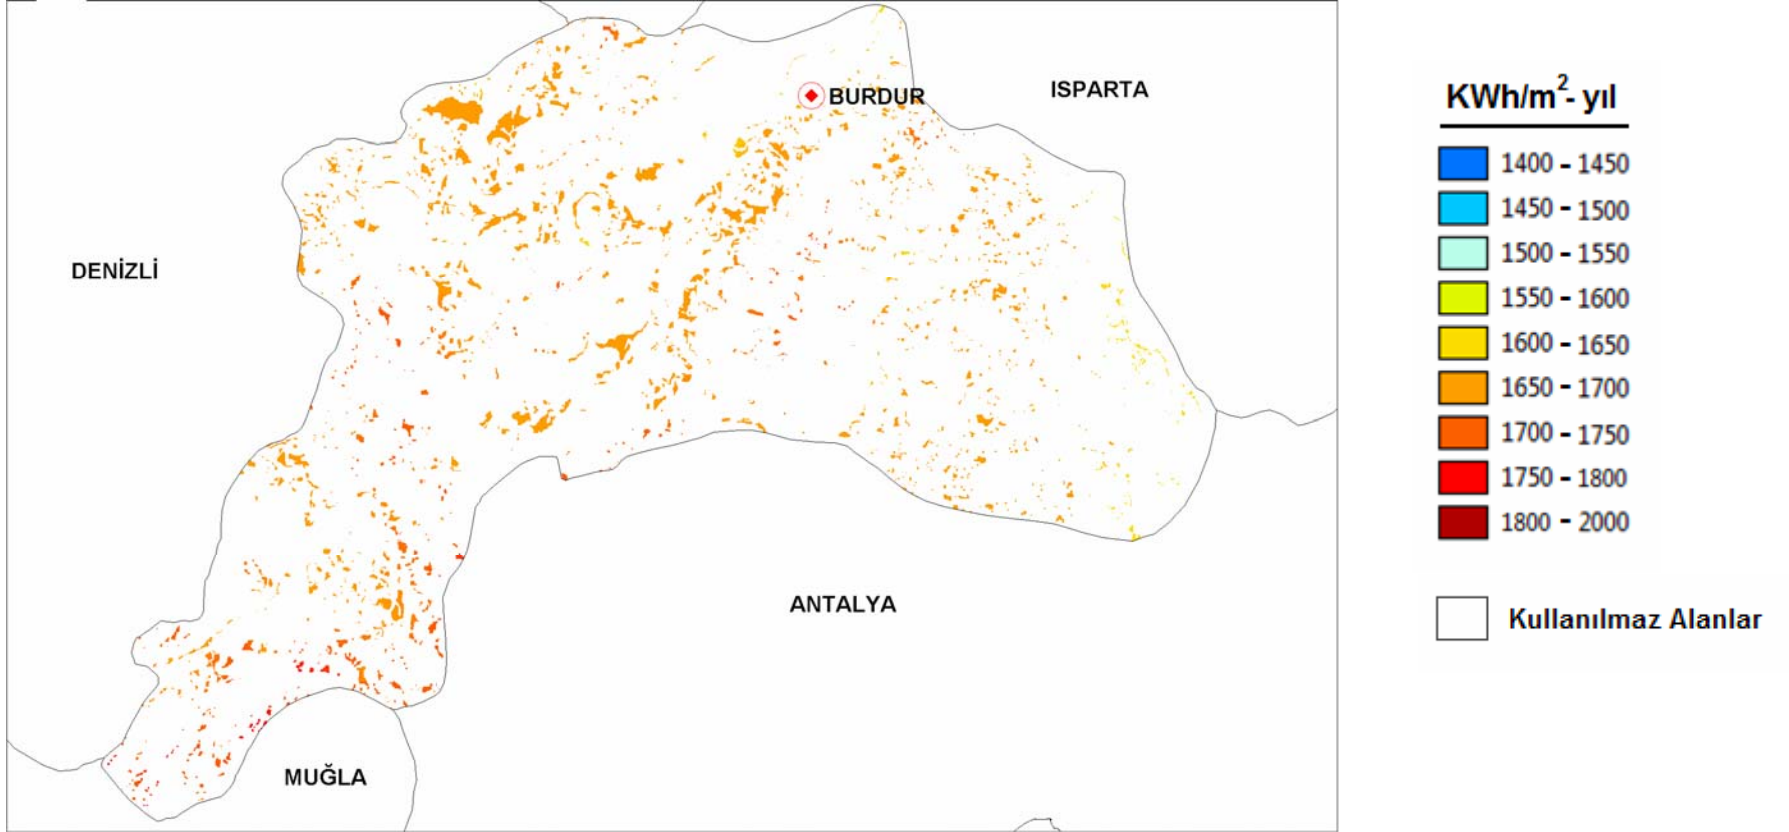 BURDUR
ISPARTA
DENİZLİ
ANTALYA
MUĞLA
KWh/m²- yıl
1400 - 1450
1450 - 1500
1500 - 1550
1550 - 1600
1600 - 1650
1650 - 1700
1700 - 1750
1750 - 1800
1800 - 2000
Kullanılmaz Alanlar